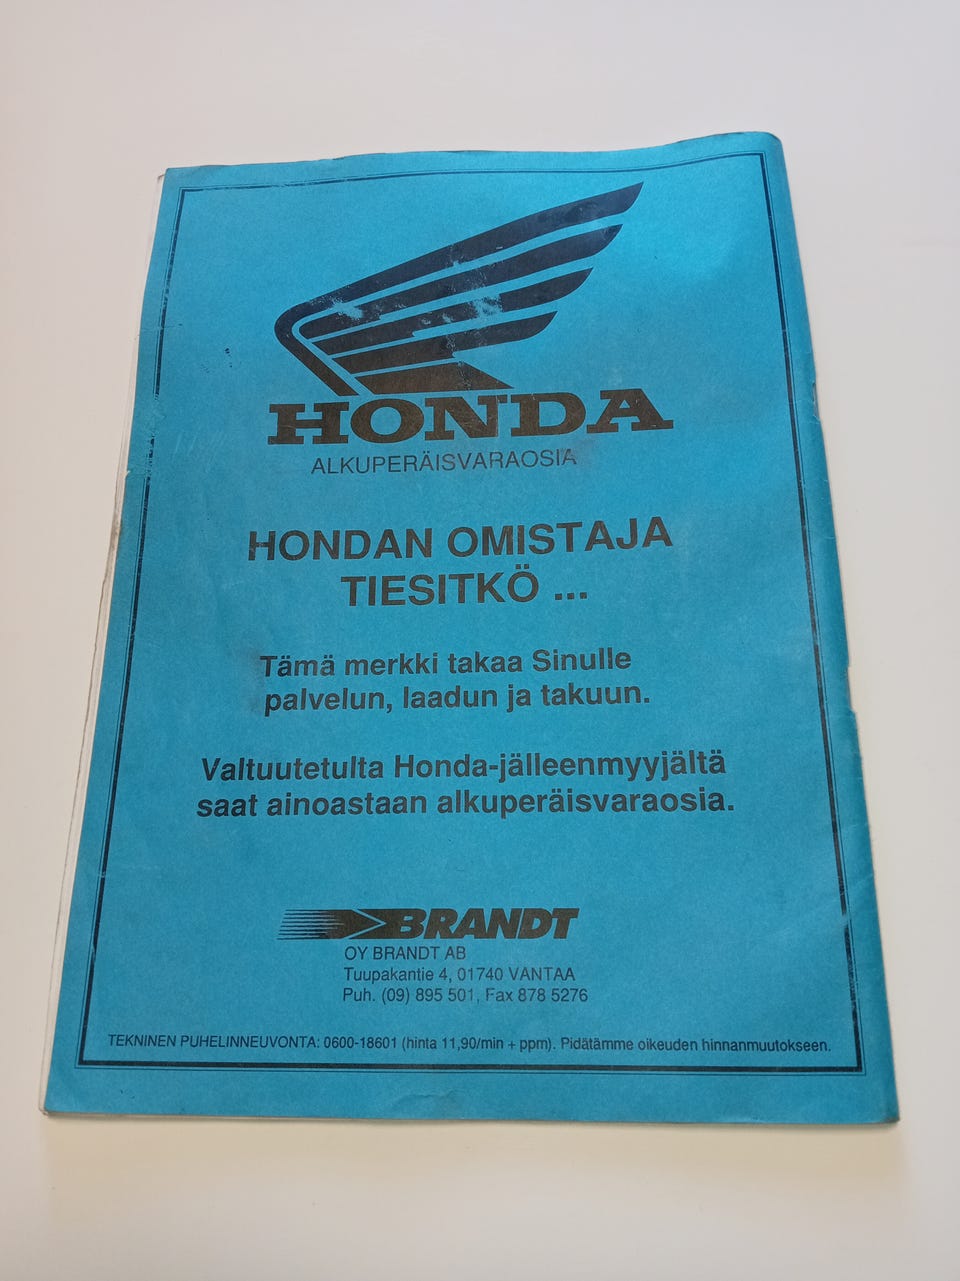 HONDA
ALKUPERÄISVARAOSIA
HONDAN OMISTAJA
TIESITKÖ ...
Tämä merkki takaa Sinulle
palvelun, laadun ja takuun.
Valtuutetulta Honda-jälleenmyyjältä
saat ainoastaan alkuperäisvaraosia.
BRANDT
OY BRANDT AB
Tuupakantie 4, 01740 VANTAA
Puh. (09) 895 501, Fax 878 5276
TEKNINEN PUHELINNEUVONTA: 0600-18601 (hinta 11,90/min + ppm). Pidätämme oikeuden hinnanmuutokseen.